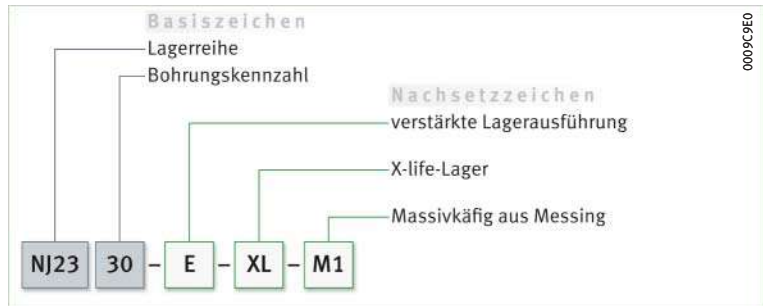 Basiszeichen
Lagerreihe
Bohrungskennzahl
Nachsetzzeichen
verstärkte Lagerausführung
X-life-Lager
Massivkäfig aus Messing
NJ23 30 – E – XL – M1
0009C9E0